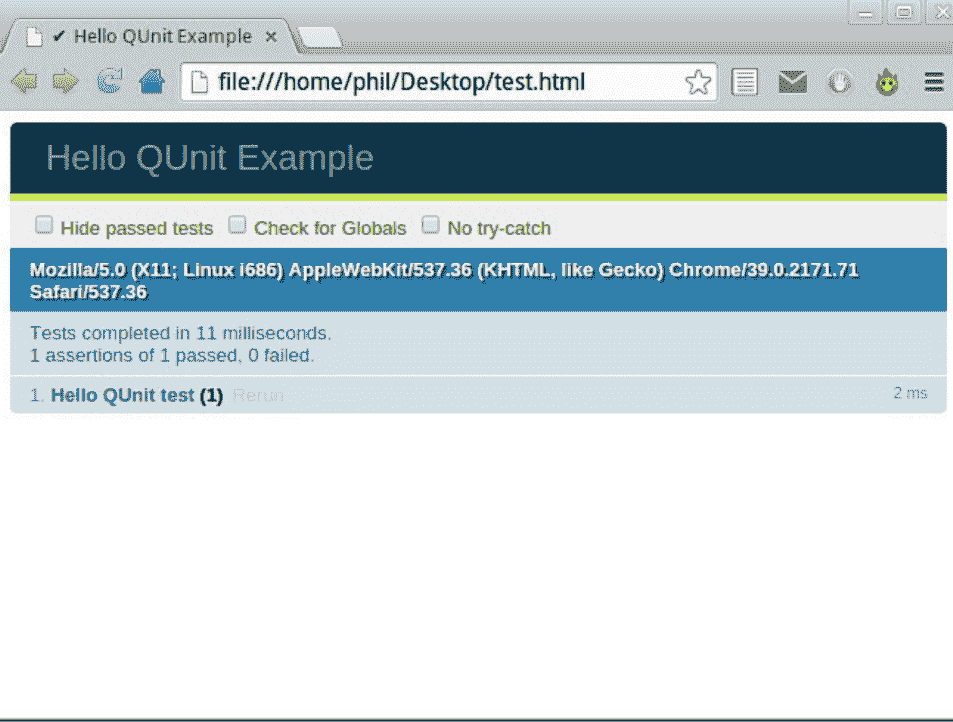 ✔ Hello QUnit Example ×
file:///home/phil/Desktop/test.html
Hello QUnit Example
Hide passed tests Check for Globals No try-catch
Mozilla/5.0 (X11; Linux i686) AppleWebKit/537.36 (KHTML, like Gecko) Chrome/39.0.2171.71
Safari/537.36
Tests completed in 11 milliseconds.
1 assertions of 1 passed, 0 failed.
1. Hello QUnit test (1) Rerun 2 ms